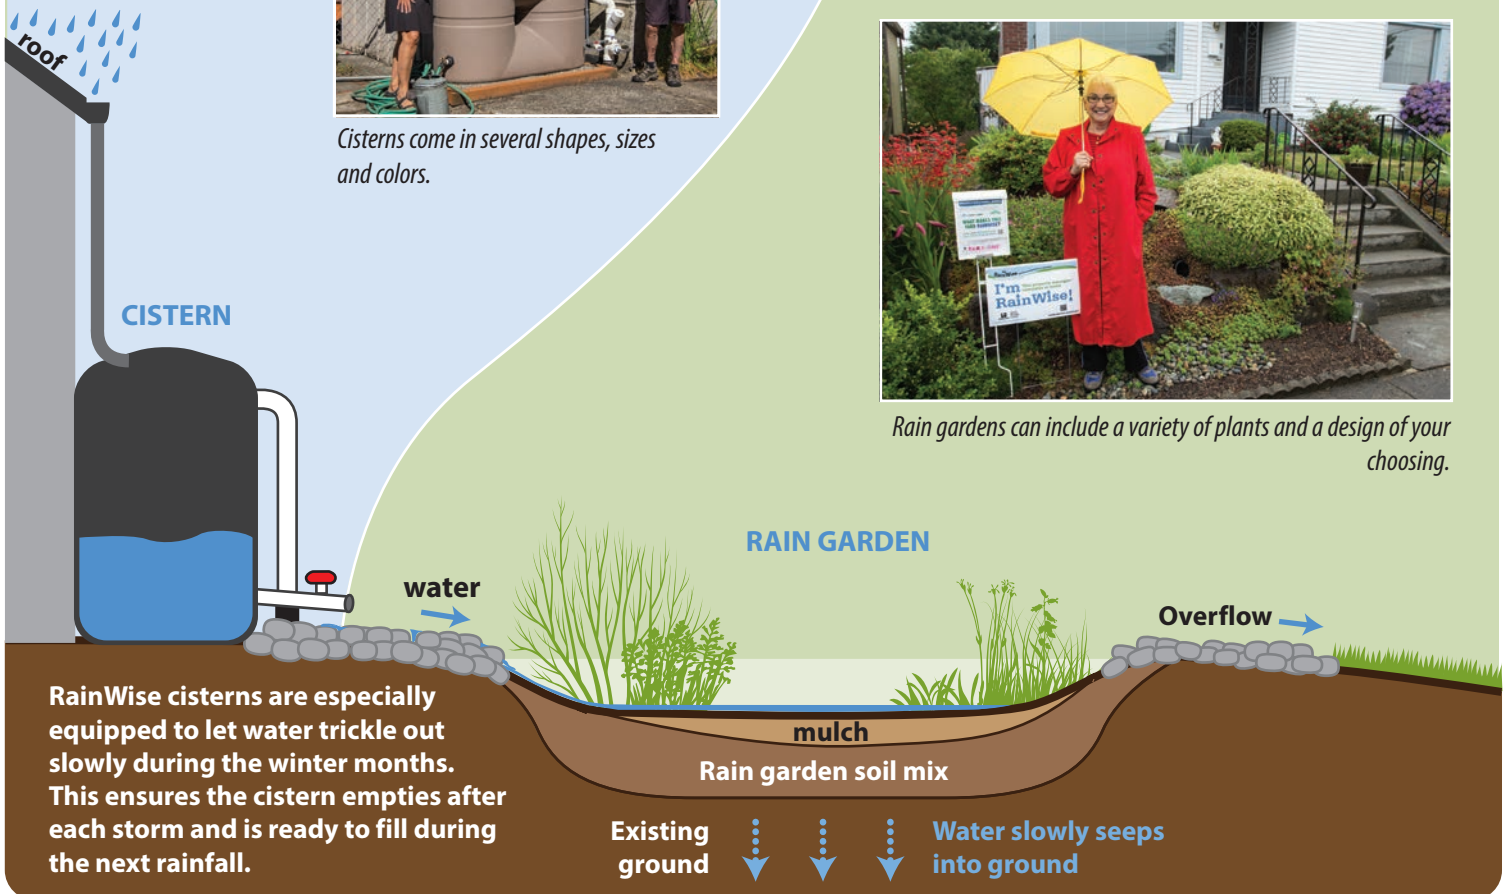 roof
Cisterns come in several shapes, sizes
and colors.
CISTERN
I'm
RainWise!
Rain gardens can include a variety of plants and a design of your
choosing.
RAIN GARDEN
water
Overflow
RainWise cisterns are especially
equipped to let water trickle out
slowly during the winter months.
This ensures the cistern empties after
each storm and is ready to fill during
the next rainfall.
mulch
Rain garden soil mix
Existing
ground
Water slowly seeps
into ground